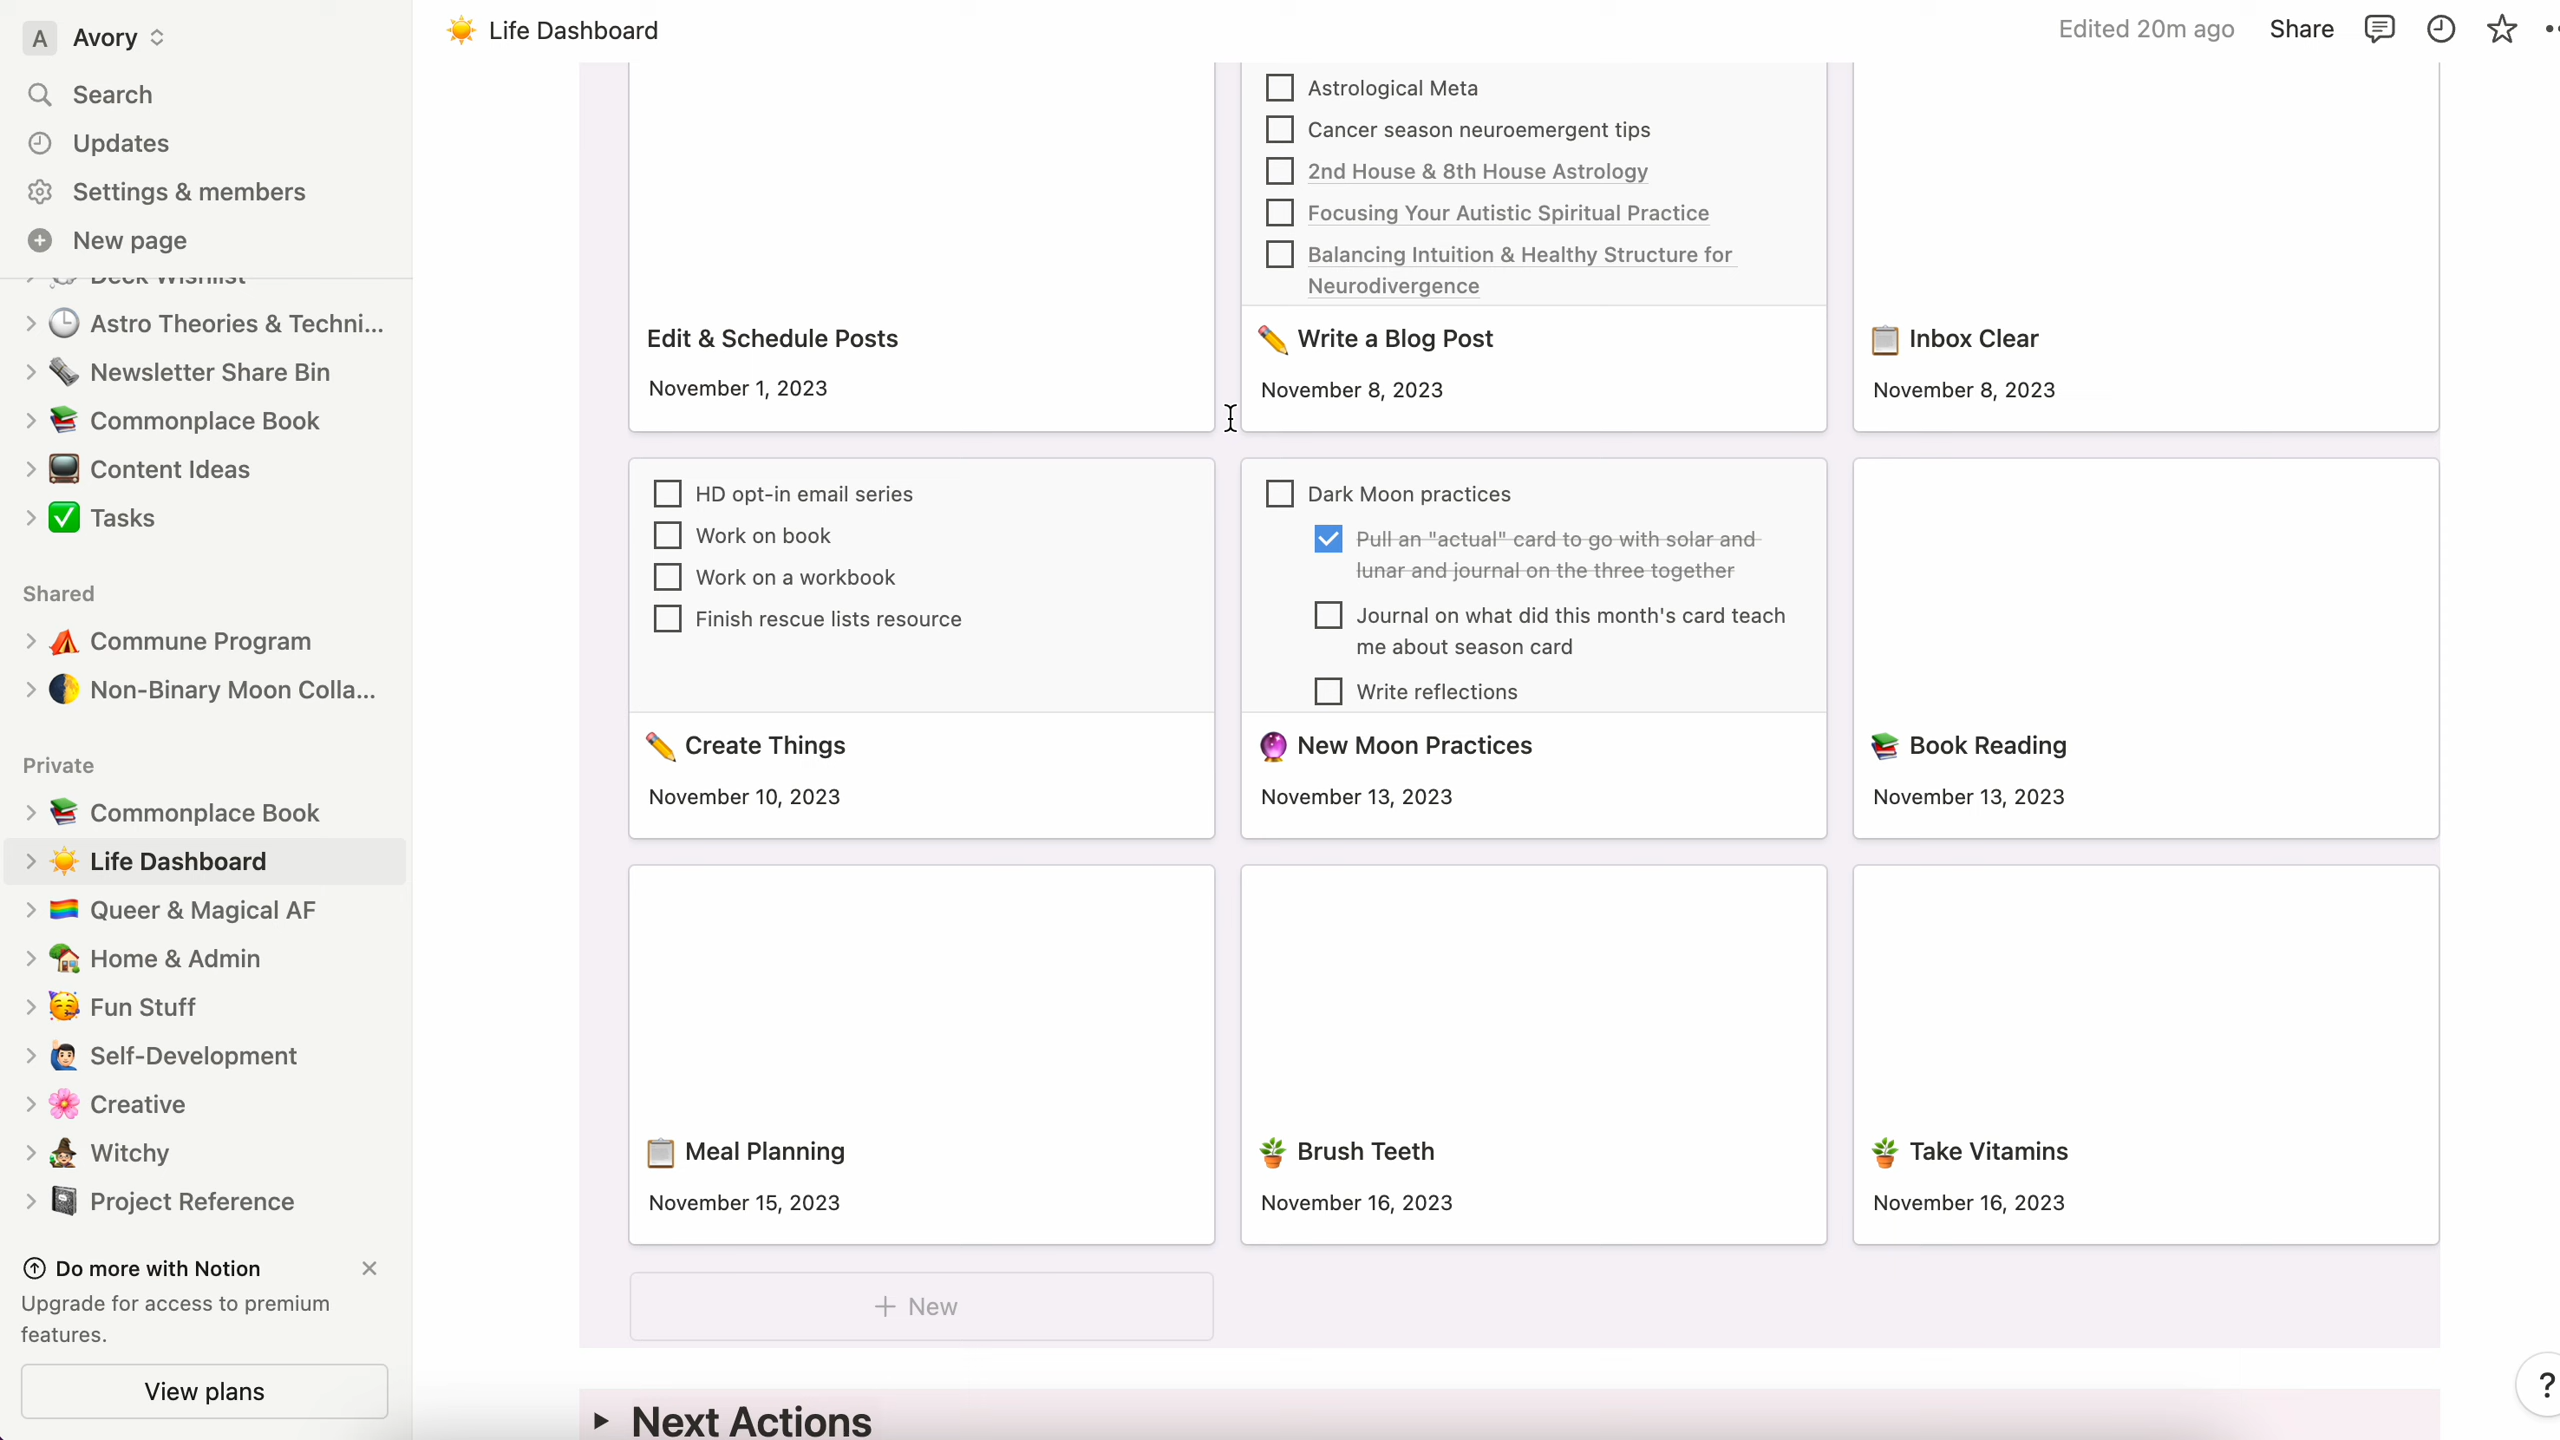 A Avory
Search
Updates
Settings & members
New page
Deck Wishlist
Astro Theories & Techni...
Newsletter Share Bin
Commonplace Book
Content Ideas
Tasks
Shared
Commune Program
Non-Binary Moon Colla...
Private
Commonplace Book
Life Dashboard
Queer & Magical AF
Home & Admin
Fun Stuff
Self-Development
Creative
Witchy
Project Reference
Do more with Notion
Upgrade for access to premium
features.
View plans
Life Dashboard
Edited 20m ago
Share
Edit & Schedule Posts
November 1, 2023
Astrological Meta
Cancer season neuroemergent tips
2nd House & 8th House Astrology
Focusing Your Autistic Spiritual Practice
Balancing Intuition & Healthy Structure for
Neurodivergence
Write a Blog Post
November 8, 2023
Inbox Clear
November 8, 2023
HD opt-in email series
Work on book
Work on a workbook
Finish rescue lists resource
Create Things
November 10, 2023
Dark Moon practices
Pull an "actual" card to go with solar and
lunar and journal on the three together
Journal on what did this month's card teach
me about season card
Write reflections
New Moon Practices
November 13, 2023
Book Reading
November 13, 2023
Meal Planning
November 15, 2023
Brush Teeth
November 16, 2023
Take Vitamins
November 16, 2023
+ New
Next Actions
?